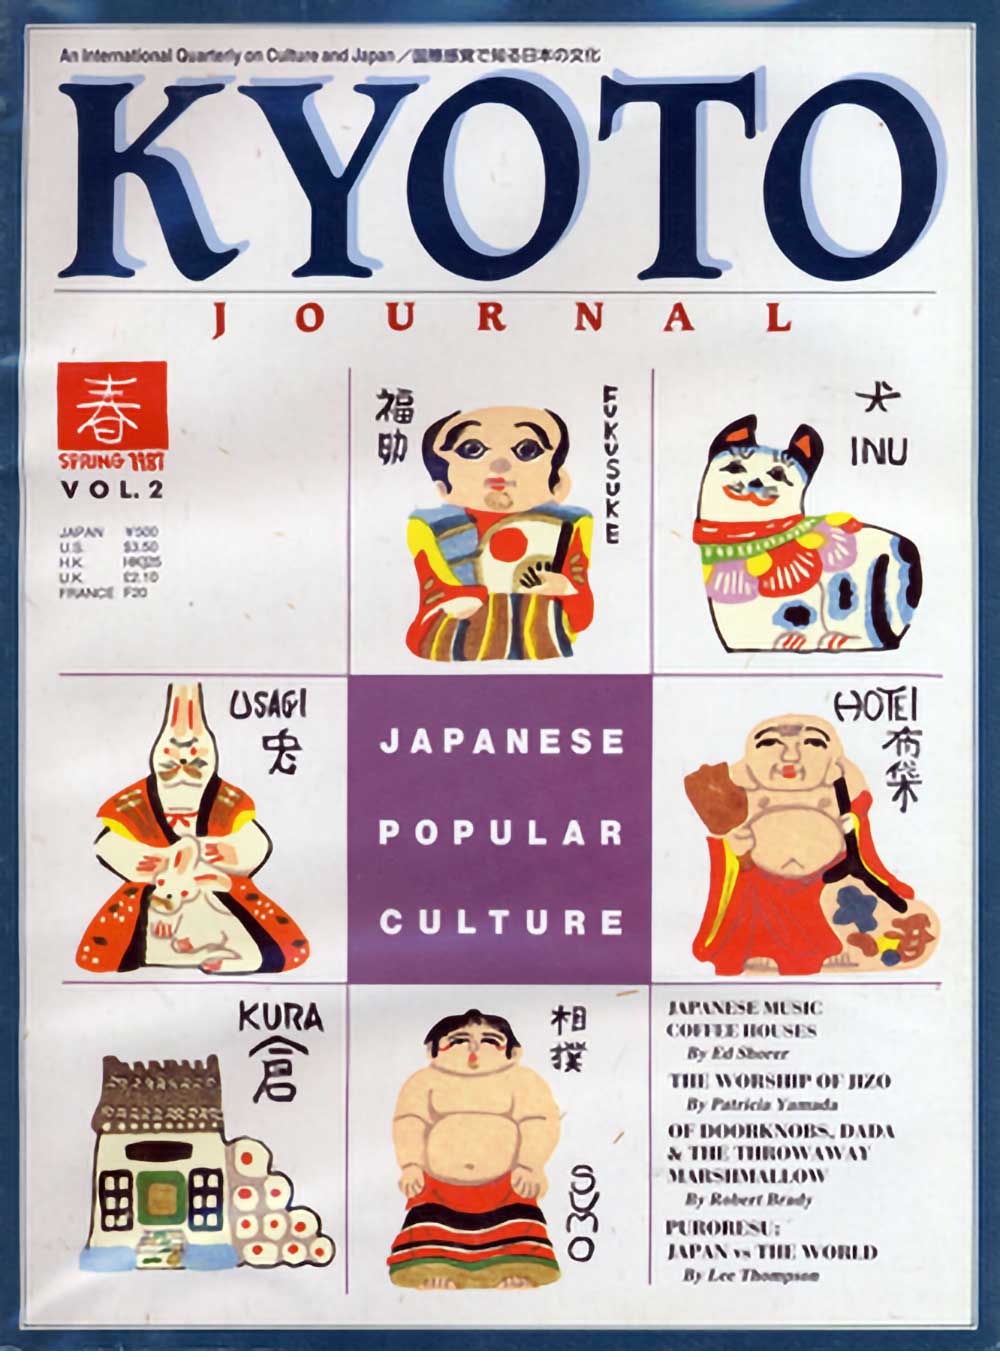 An International Quarterly on Culture and Japan／国際感覚で知る日本の文化
KYOTO
JOURNAL
春
SPRING 1987
VOL. 2
JAPAN ¥500
U.S. $3.50
H.K. HK$25
U.K. £2.10
FRANCE F20
福助
FUKUSUKE
犬
INU
USAGI
兎
JAPANESE
POPULAR
CULTURE
HOTEI
布袋
KURA
倉
相撲
SUMO
JAPANESE MUSIC
COFFEE HOUSES
By Ed Shorer
THE WORSHIP OF JIZO
By Patricia Yamada
OF DOORKNOBS, DADA
& THE THROWAWAY
MARSHMALLOW
By Robert Brady
PURORESU:
JAPAN vs THE WORLD
By Lee Thompson